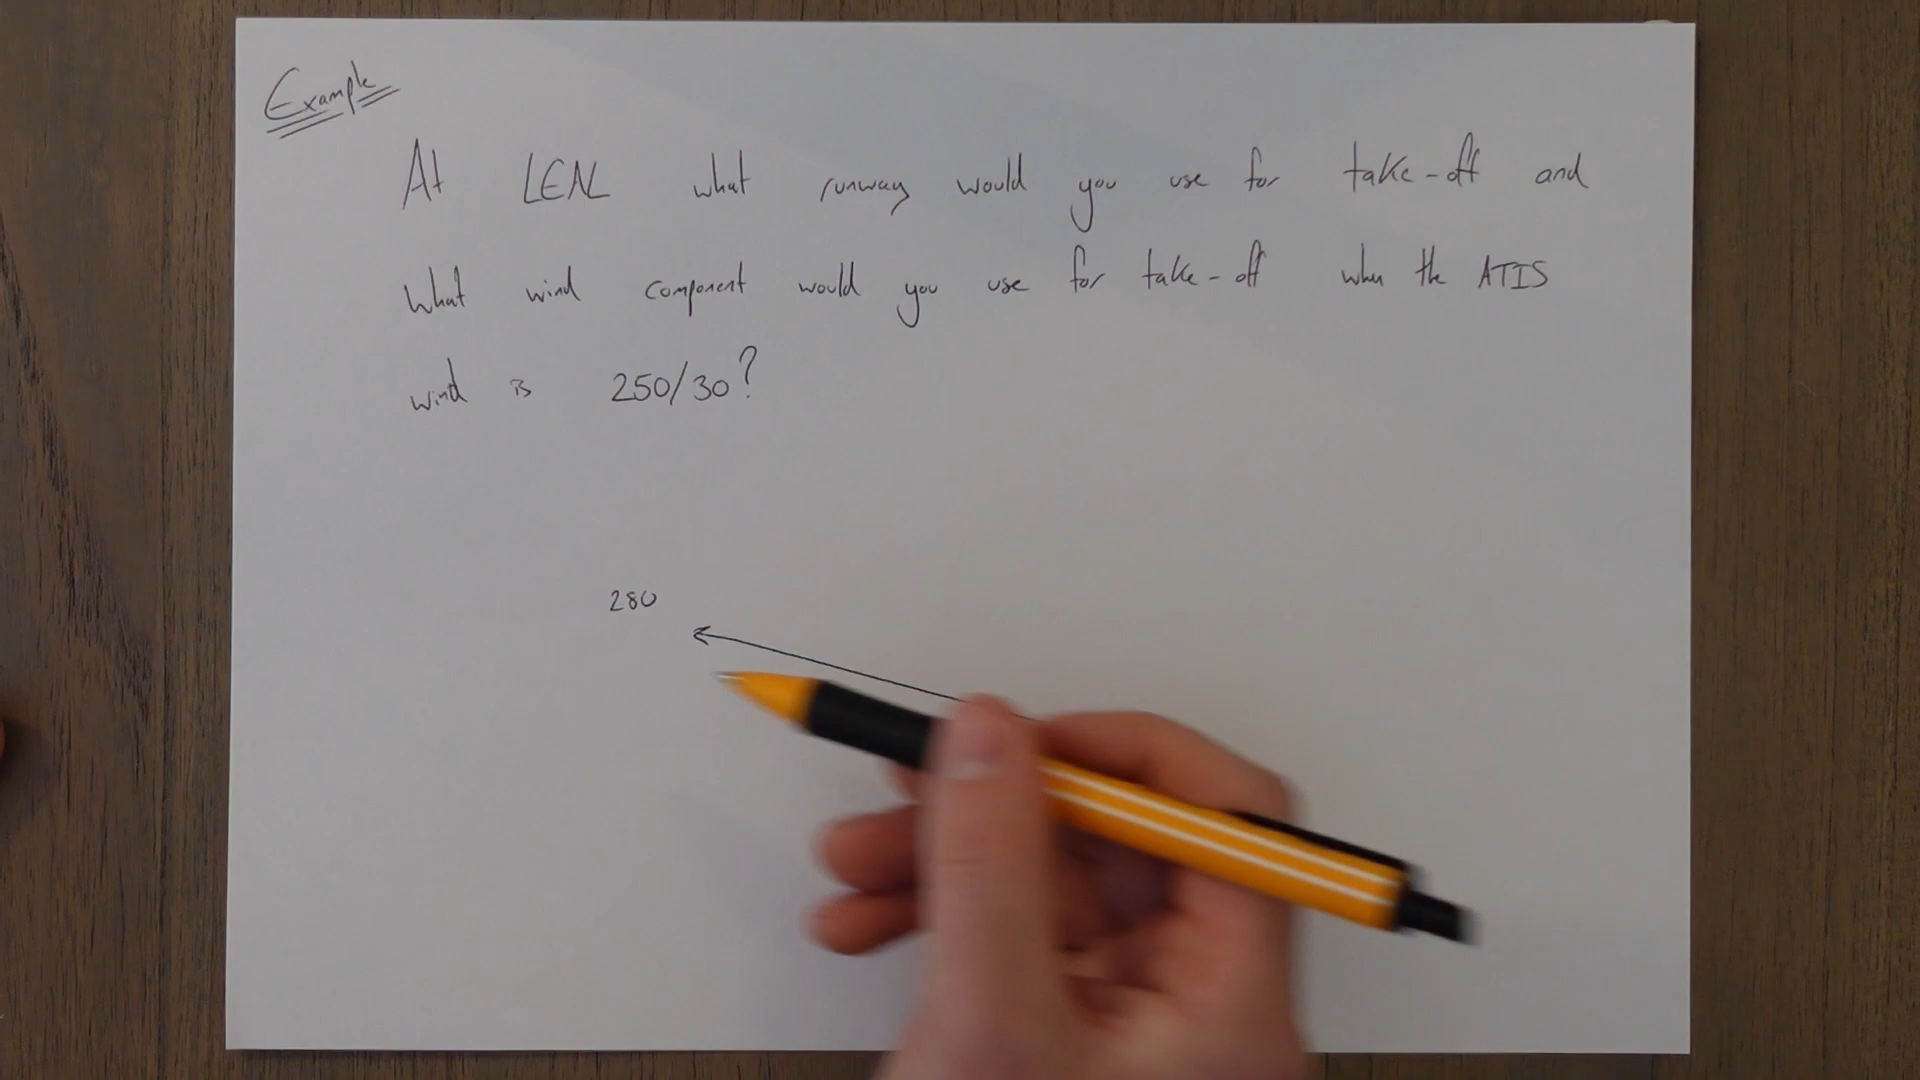 Example
At LENL what runway would you use for take-off and
what wind component would you use for take-off when the ATIS
wind is 250/30?
280